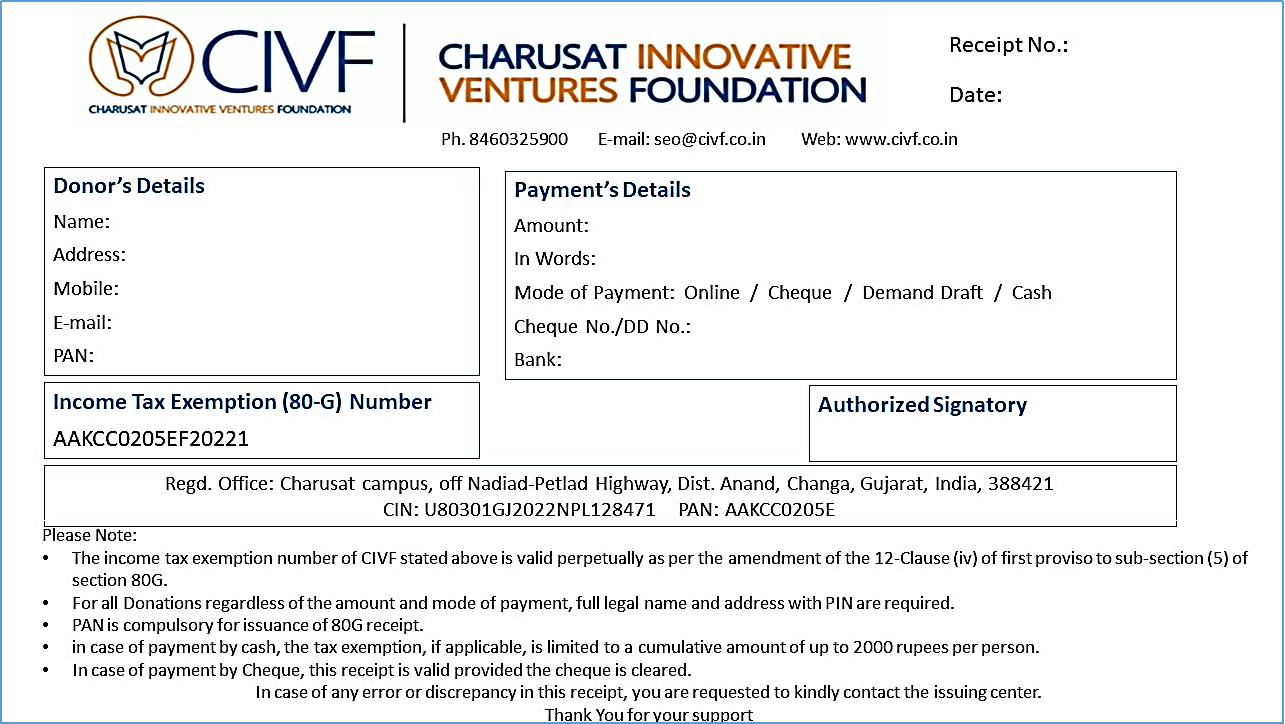 CIVF
CHARUSAT INNOVATIVE VENTURES FOUNDATION
CHARUSAT INNOVATIVE
VENTURES FOUNDATION
Receipt No.:
Date:
Ph. 8460325900 E-mail: seo@civf.co.in Web: www.civf.co.in
Donor's Details
Name:
Address:
Mobile:
E-mail:
PAN:
Payment's Details
Amount:
In Words:
Mode of Payment: Online / Cheque / Demand Draft / Cash
Cheque No./DD No.:
Bank:
Income Tax Exemption (80-G) Number
AAKCC0205EF20221
Authorized Signatory
Regd. Office: Charusat campus, off Nadiad-Petlad Highway, Dist. Anand, Changa, Gujarat, India, 388421
CIN: U80301GJ2022NPL128471 PAN: AAKCC0205E
Please Note:
• The income tax exemption number of CIVF stated above is valid perpetually as per the amendment of the 12-Clause (iv) of first proviso to sub-section (5) of
section 80G.
• For all Donations regardless of the amount and mode of payment, full legal name and address with PIN are required.
• PAN is compulsory for issuance of 80G receipt.
• in case of payment by cash, the tax exemption, if applicable, is limited to a cumulative amount of up to 2000 rupees per person.
• In case of payment by Cheque, this receipt is valid provided the cheque is cleared.
In case of any error or discrepancy in this receipt, you are requested to kindly contact the issuing center.
Thank You for your support